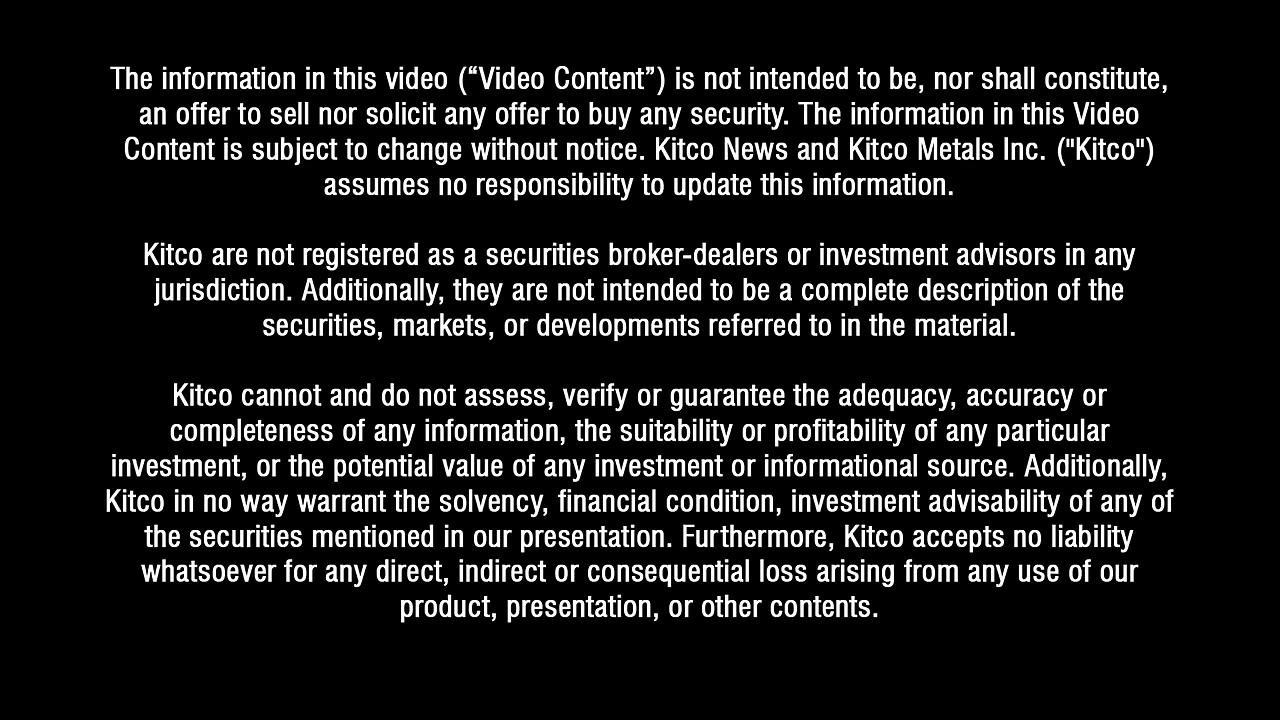 The information in this video (“Video Content”) is not intended to be, nor shall constitute,
an offer to sell nor solicit any offer to buy any security. The information in this Video
Content is subject to change without notice. Kitco News and Kitco Metals Inc. ("Kitco")
assumes no responsibility to update this information.
Kitco are not registered as a securities broker-dealers or investment advisors in any
jurisdiction. Additionally, they are not intended to be a complete description of the
securities, markets, or developments referred to in the material.
Kitco cannot and do not assess, verify or guarantee the adequacy, accuracy or
completeness of any information, the suitability or profitability of any particular
investment, or the potential value of any investment or informational source. Additionally,
Kitco in no way warrant the solvency, financial condition, investment advisability of any of
the securities mentioned in our presentation. Furthermore, Kitco accepts no liability
whatsoever for any direct, indirect or consequential loss arising from any use of our
product, presentation, or other contents.